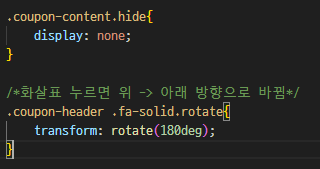 .coupon-content.hide{
    display: none;
}
/*화살표 누르면 위 -> 아래 방향으로 바뀜*/
.coupon-header .fa-solid.rotate{
    transform: rotate(180deg);
}